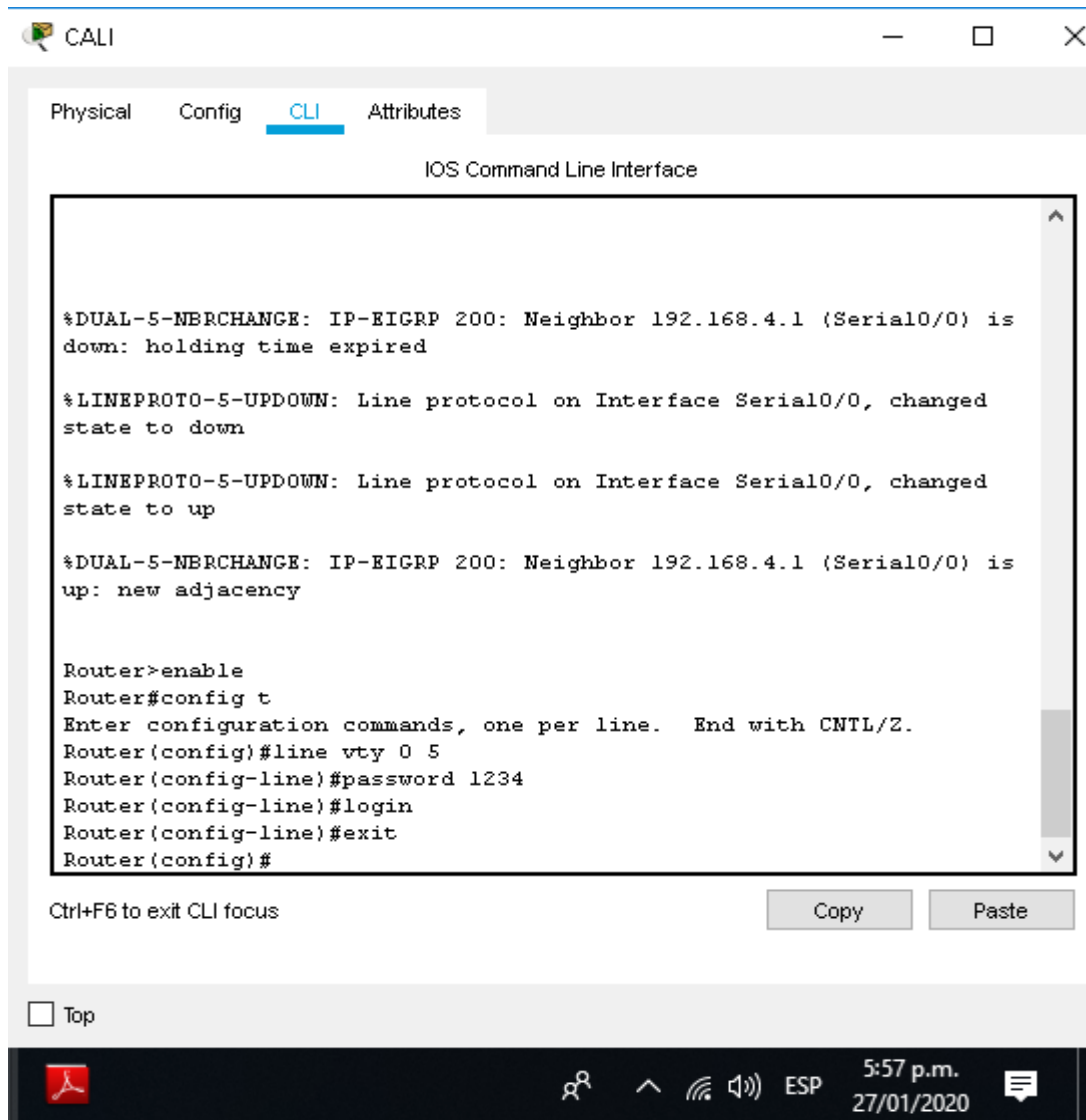 CALI
Physical Config CLI Attributes
IOS Command Line Interface
%DUAL-5-NBRCHANGE: IP-EIGRP 200: Neighbor 192.168.4.1 (Serial0/0) is
down: holding time expired
%LINEPROTO-5-UPDOWN: Line protocol on Interface Serial0/0, changed
state to down
%LINEPROTO-5-UPDOWN: Line protocol on Interface Serial0/0, changed
state to up
%DUAL-5-NBRCHANGE: IP-EIGRP 200: Neighbor 192.168.4.1 (Serial0/0) is
up: new adjacency
Router>enable
Router#config t
Enter configuration commands, one per line.  End with CNTL/Z.
Router(config)#line vty 0 5
Router(config-line)#password 1234
Router(config-line)#login
Router(config-line)#exit
Router(config)#
Ctrl+F6 to exit CLI focus
Copy Paste
Top
ESP
5:57 p.m.
27/01/2020